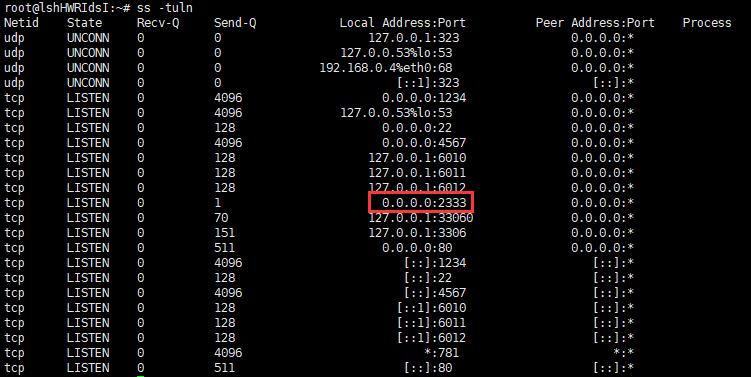 root@lshHWRIdsI:~# ss -tuln
Netid State Recv-Q Send-Q Local Address:Port Peer Address:Port Process
udp UNCONN 0 0 127.0.0.1:323 0.0.0.0:*
udp UNCONN 0 0 127.0.0.53%lo:53 0.0.0.0:*
udp UNCONN 0 0 192.168.0.4%eth0:68 0.0.0.0:*
udp UNCONN 0 0 [::1]:323 [::]:*
tcp LISTEN 0 4096 0.0.0.0:1234 0.0.0.0:*
tcp LISTEN 0 4096 127.0.0.53%lo:53 0.0.0.0:*
tcp LISTEN 0 128 0.0.0.0:22 0.0.0.0:*
tcp LISTEN 0 4096 0.0.0.0:4567 0.0.0.0:*
tcp LISTEN 0 128 127.0.0.1:6010 0.0.0.0:*
tcp LISTEN 0 128 127.0.0.1:6011 0.0.0.0:*
tcp LISTEN 0 128 127.0.0.1:6012 0.0.0.0:*
tcp LISTEN 0 1 0.0.0.0:2333 0.0.0.0:*
tcp LISTEN 0 70 127.0.0.1:33060 0.0.0.0:*
tcp LISTEN 0 151 127.0.0.1:3306 0.0.0.0:*
tcp LISTEN 0 511 0.0.0.0:80 0.0.0.0:*
tcp LISTEN 0 4096 [::]:1234 [::]:*
tcp LISTEN 0 128 [::]:22 [::]:*
tcp LISTEN 0 4096 [::]:4567 [::]:*
tcp LISTEN 0 128 [::1]:6010 [::]:*
tcp LISTEN 0 128 [::1]:6011 [::]:*
tcp LISTEN 0 128 [::1]:6012 [::]:*
tcp LISTEN 0 4096 *:781 *:*
tcp LISTEN 0 511 [::]:80 [::]:*